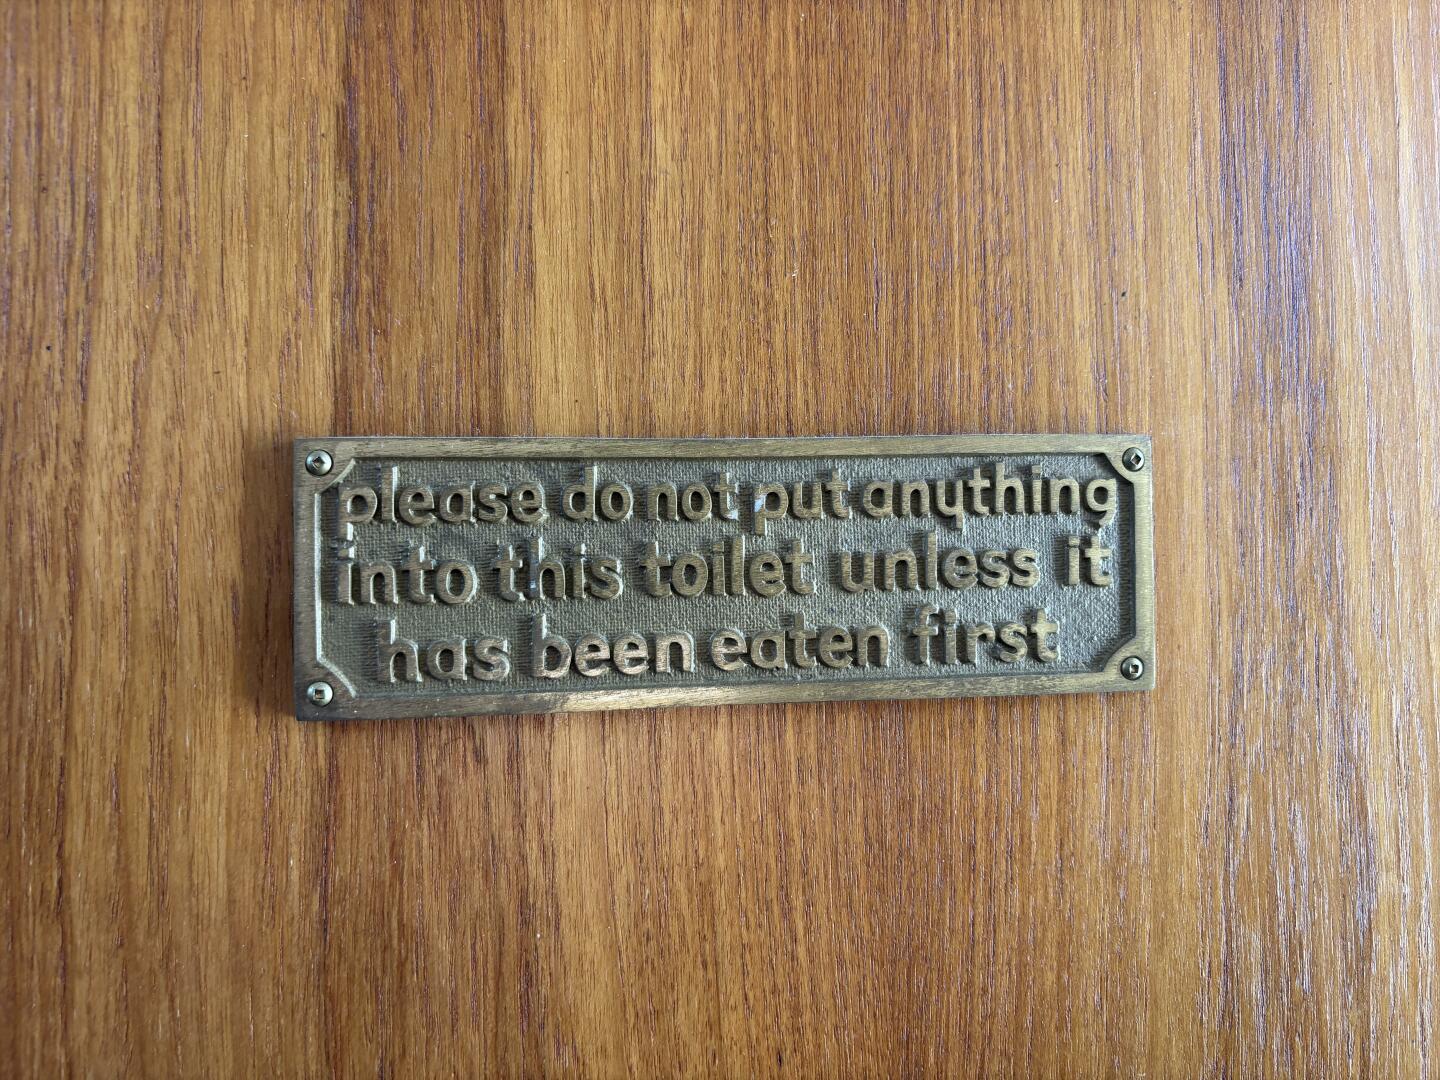 please do not put anything
into this toilet unless it
has been eaten first